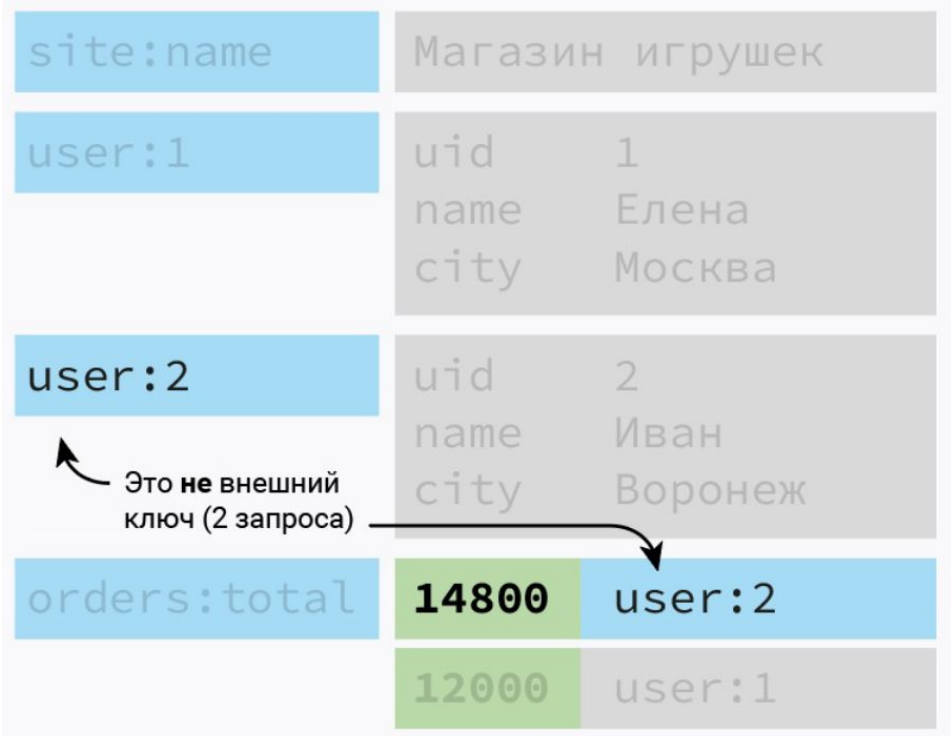 site:name Магазин игрушек
user:1 uid 1
name Елена
city Москва
user:2 uid 2
name Иван
city Воронеж
Это не внешний
ключ (2 запроса)
orders:total 14800 user:2
12000 user:1